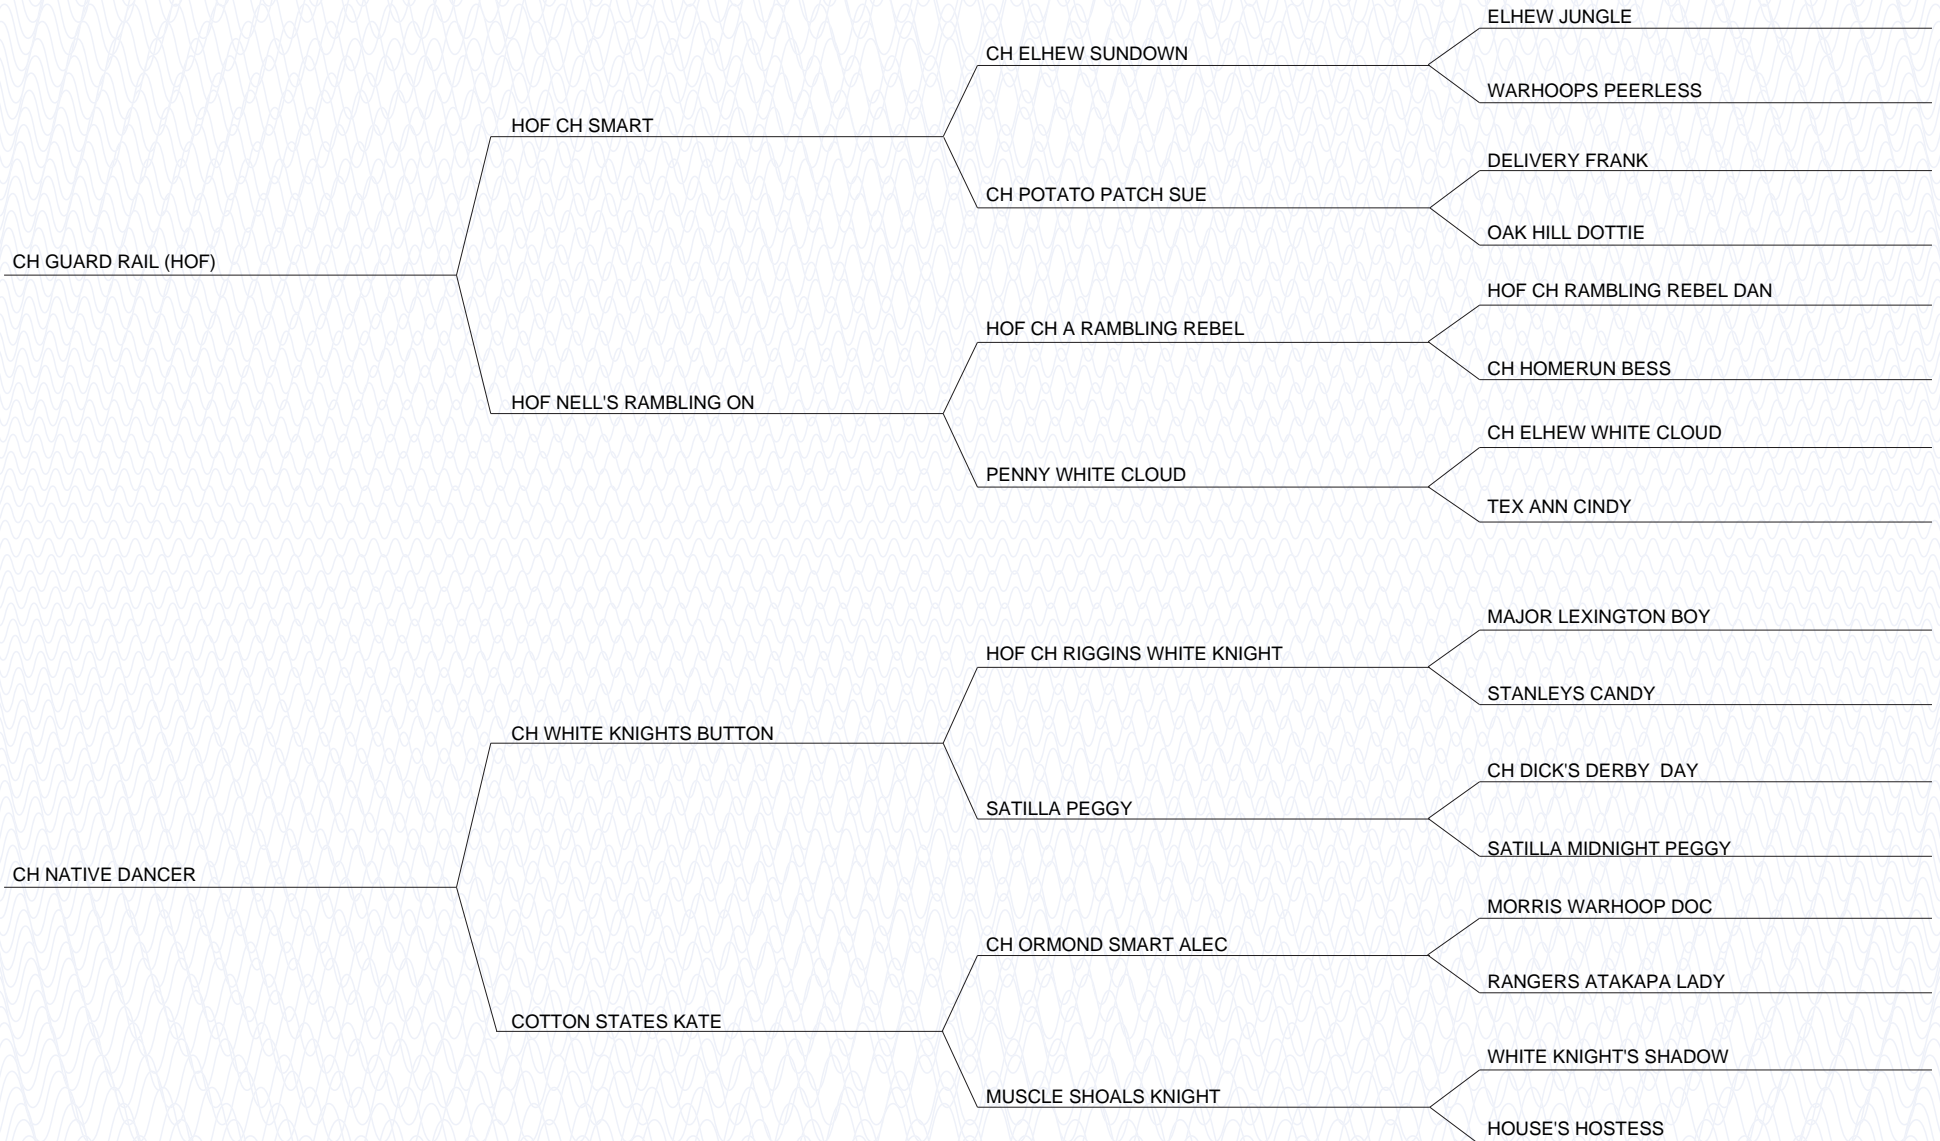 ELHEW JUNGLE
CH ELHEW SUNDOWN
WARHOOPS PEERLESS
HOF CH SMART
DELIVERY FRANK
CH POTATO PATCH SUE
OAK HILL DOTTIE
CH GUARD RAIL (HOF)
HOF CH RAMBLING REBEL DAN
HOF CH A RAMBLING REBEL
CH HOMERUN BESS
HOF NELL'S RAMBLING ON
CH ELHEW WHITE CLOUD
PENNY WHITE CLOUD
TEX ANN CINDY
MAJOR LEXINGTON BOY
HOF CH RIGGINS WHITE KNIGHT
STANLEYS CANDY
CH WHITE KNIGHTS BUTTON
CH DICK'S DERBY  DAY
SATILLA PEGGY
SATILLA MIDNIGHT PEGGY
CH NATIVE DANCER
MORRIS WARHOOP DOC
CH ORMOND SMART ALEC
RANGERS ATAKAPA LADY
COTTON STATES KATE
WHITE KNIGHT'S SHADOW
MUSCLE SHOALS KNIGHT
HOUSE'S HOSTESS